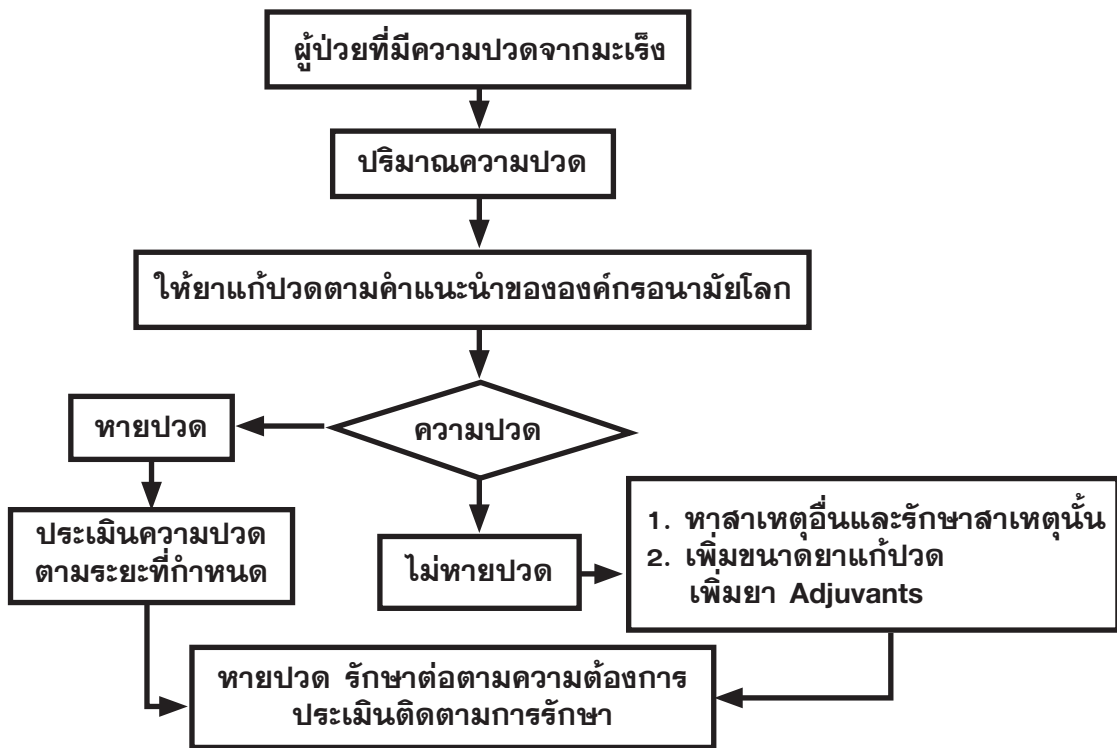 ผู้ป่วยที่มีความปวดจากมะเร็ง
ปริมาณความปวด
ให้ยาแก้ปวดตามคำแนะนำขององค์กรอนามัยโลก
ความปวด
หายปวด
ประเมินความปวด
ตามระยะที่กำหนด
ไม่หายปวด
1. หาสาเหตุอื่นและรักษาสาเหตุนั้น
2. เพิ่มขนาดยาแก้ปวด
เพิ่มยา Adjuvants
หายปวด รักษาต่อตามความต้องการ
ประเมินติดตามการรักษา